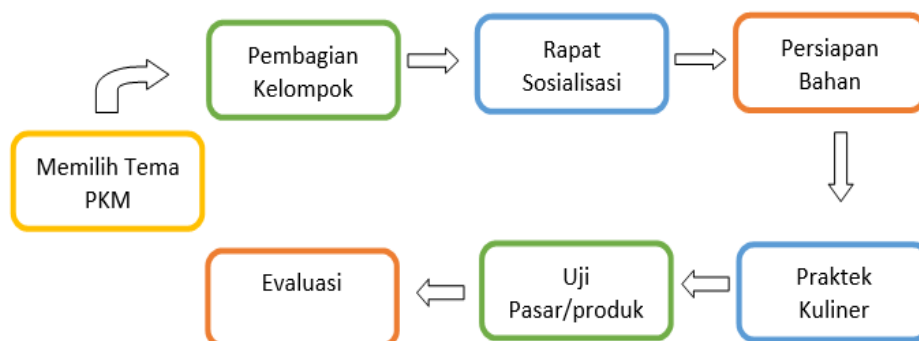 Memilih Tema
PKM
Pembagian
Kelompok
Rapat
Sosialisasi
Persiapan
Bahan
Praktek
Kuliner
Uji
Pasar/produk
Evaluasi